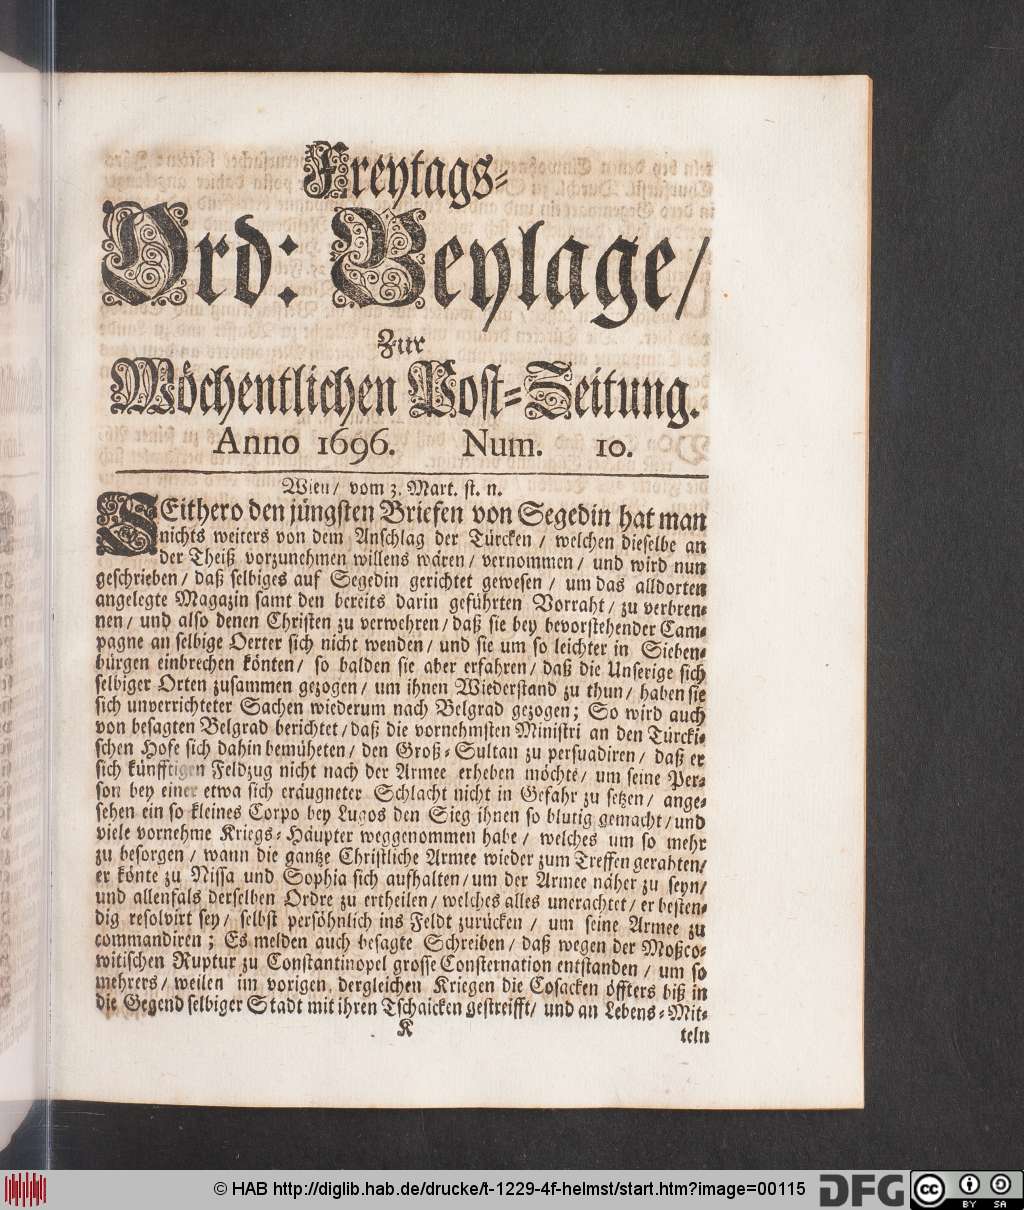 Freytags-
Ord: Beylage/
Zur
Wöchentlichen Post-Zeitung.
Anno 1696. Num. 10.
Wien/ vom 3. Mart. st. n.
SEithero den jüngsten Briefen von Segedin hat man
nichts weiters von dem Anschlag der Türcken / welchen dieselbe an
der Theiß vorzunehmen willens wären/ vernommen/ und wird nun
geschrieben/ daß selbiges auf Segedin gerichtet gewesen / um das alldorten
angelegte Magazin samt den bereits darin geführten Vorraht/ zu verbren-
nen/ und also denen Christen zu verwehren/ daß sie bey bevorstehender Cam-
pagne an selbige Oerter sich nicht wenden/ und sie um so leichter in Sieben-
bürgen einbrechen könten/ so balden sie aber erfahren/ daß die Unserige sich
selbiger Orten zusammen gezogen/ um ihnen Wiederstand zu thun/ haben sie
sich unverrichteter Sachen wiederum nach Belgrad gezogen; So wird auch
von besagten Belgrad berichtet/ daß die vornehmsten Ministri an den Türcki-
schen Hofe sich dahin bemüheten/ den Groß-Sultan zu persuadiren/ daß er
sich künfftigen Feldzug nicht nach der Armee erheben möchte/ um seine Per-
son bey einer etwa sich eräugneter Schlacht nicht in Gefahr zu setzen/ ange-
sehen ein so kleines Corpo bey Lugos den Sieg ihnen so blutig gemacht/ und
viele vornehme Kriegs-Häupter weggenommen habe/ welches um so mehr
zu besorgen/ wann die gantze Christliche Armee wieder zum Treffen gerahten/
er könte zu Nissa und Sophia sich aufhalten/ um der Armee näher zu seyn/
und allenfals derselben Ordre zu ertheilen/ welches alles unerachtet/ er besten-
dig resolvirt sey/ selbst persöhnlich ins Feldt zurücken / um seine Armee zu
commandiren; Es melden auch besagte Schreiben/ daß wegen der Moßco-
witischen Ruptur zu Constantinopel grosse Consternation entstanden / um so
mehrers/ weilen im vorigen dergleichen Kriegen die Cosacken öffters biß in
die Gegend selbiger Stadt mit ihren Tschaicken gestreifft/ und an Lebens-Mit-
K teln
© HAB http://diglib.hab.de/drucke/t-1229-4f-helmst/start.htm?image=00115
DFG
cc BY SA